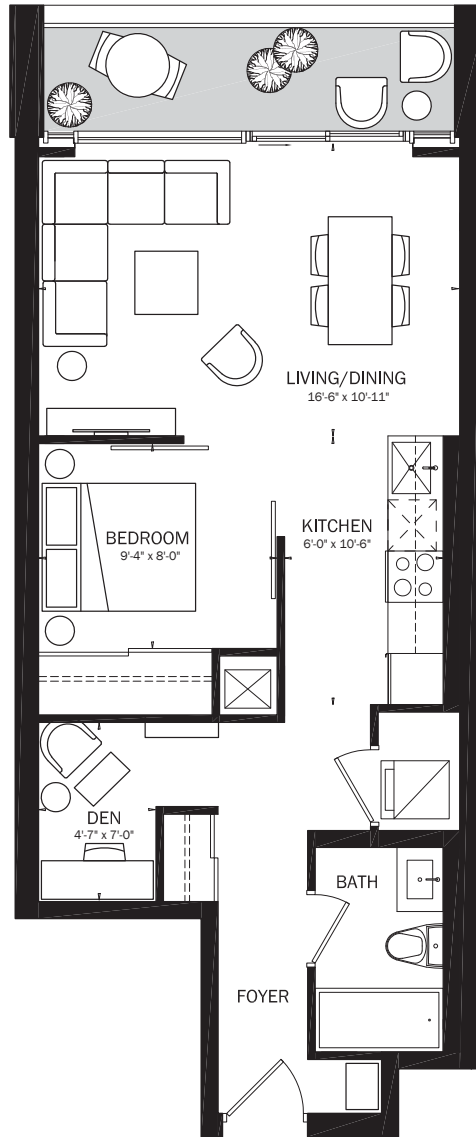 LIVING/DINING
16'-6" x 10'-11"
BEDROOM
9'-4" x 8'-0"
KITCHEN
6'-0" x 10'-6"
DEN
4'-7" x 7'-0"
BATH
FOYER